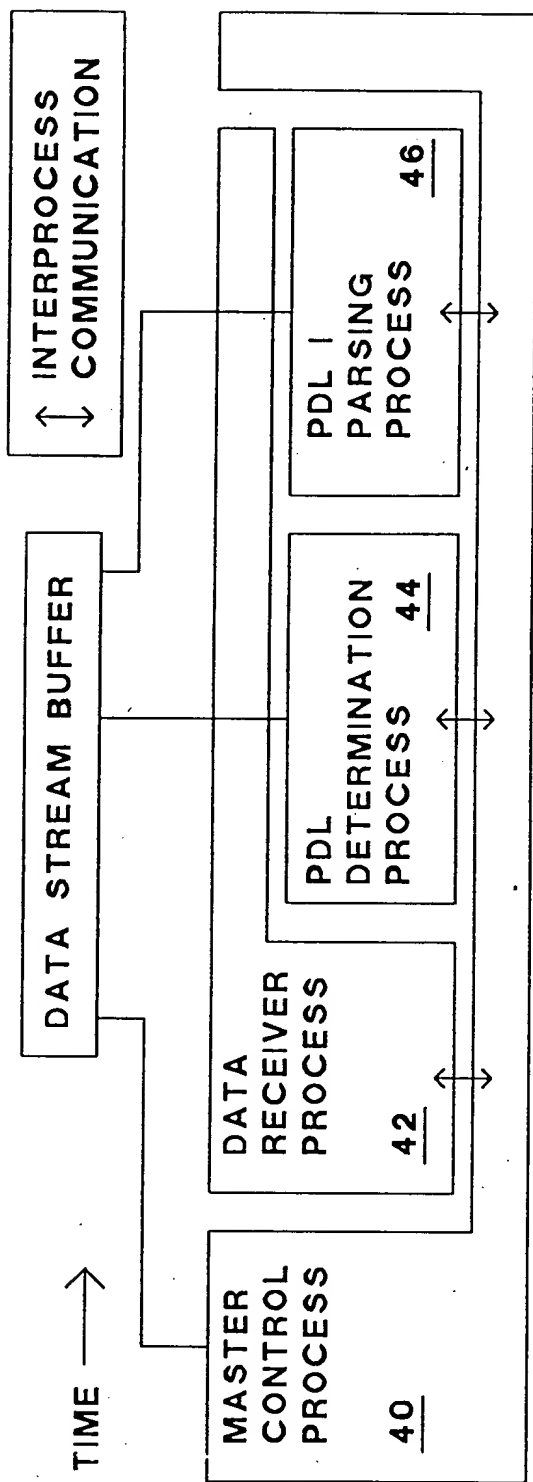 TIME
DATA STREAM BUFFER
INTERPROCESS
COMMUNICATION
MASTER
CONTROL
PROCESS
40
DATA
RECEIVER
PROCESS
42
PDL
DETERMINATION
PROCESS
44
PDL I
PARSING
PROCESS
46